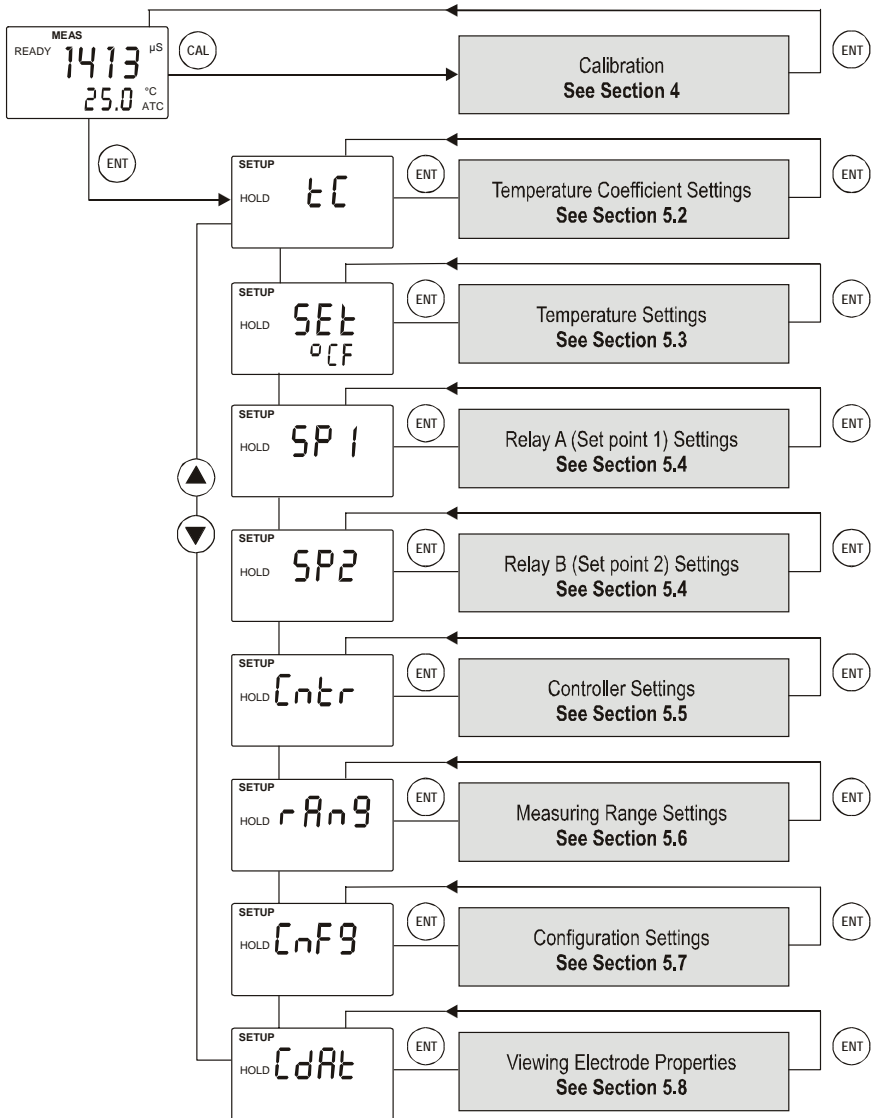 MEAS
READY 1413 µS
25.0 °C
ATC
CAL
ENT
Calibration
See Section 4
ENT
SETUP
HOLD tC
ENT
Temperature Coefficient Settings
See Section 5.2
ENT
SETUP
HOLD SEt
°CF
ENT
Temperature Settings
See Section 5.3
ENT
SETUP
HOLD SP1
ENT
Relay A (Set point 1) Settings
See Section 5.4
ENT
SETUP
HOLD SP2
ENT
Relay B (Set point 2) Settings
See Section 5.4
ENT
SETUP
HOLD Cntr
ENT
Controller Settings
See Section 5.5
ENT
SETUP
HOLD rAng
ENT
Measuring Range Settings
See Section 5.6
ENT
SETUP
HOLD CnFg
ENT
Configuration Settings
See Section 5.7
ENT
SETUP
HOLD CdAt
ENT
Viewing Electrode Properties
See Section 5.8
ENT